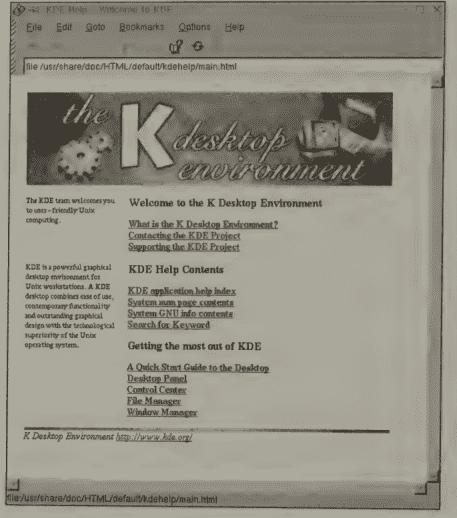 KDE Help - Welcome to KDE
File Edit Goto Bookmarks Options Help
file:/usr/share/doc/HTML/default/kdehelp/main.html
the K desktop
environment
The KDE team welcomes you
to user-friendly Unix
computing.
Welcome to the K Desktop Environment
What is the K Desktop Environment?
Contacting the KDE Project
Supporting the KDE Project
KDE is a powerful graphical
desktop environment for
Unix workstations. A KDE
desktop combines ease of use,
contemporary functionality
and outstanding graphical
design with the technological
superiority of the Unix
operating system.
KDE Help Contents
KDE application help index
System man page contents
System GNU info contents
Search for Keyword
Getting the most out of KDE
A Quick Start Guide to the Desktop
Desktop Panel
Control Center
File Manager
Window Manager
K Desktop Environment http://www.kde.org/
file:/usr/share/doc/HTML/default/kdehelp/main.html